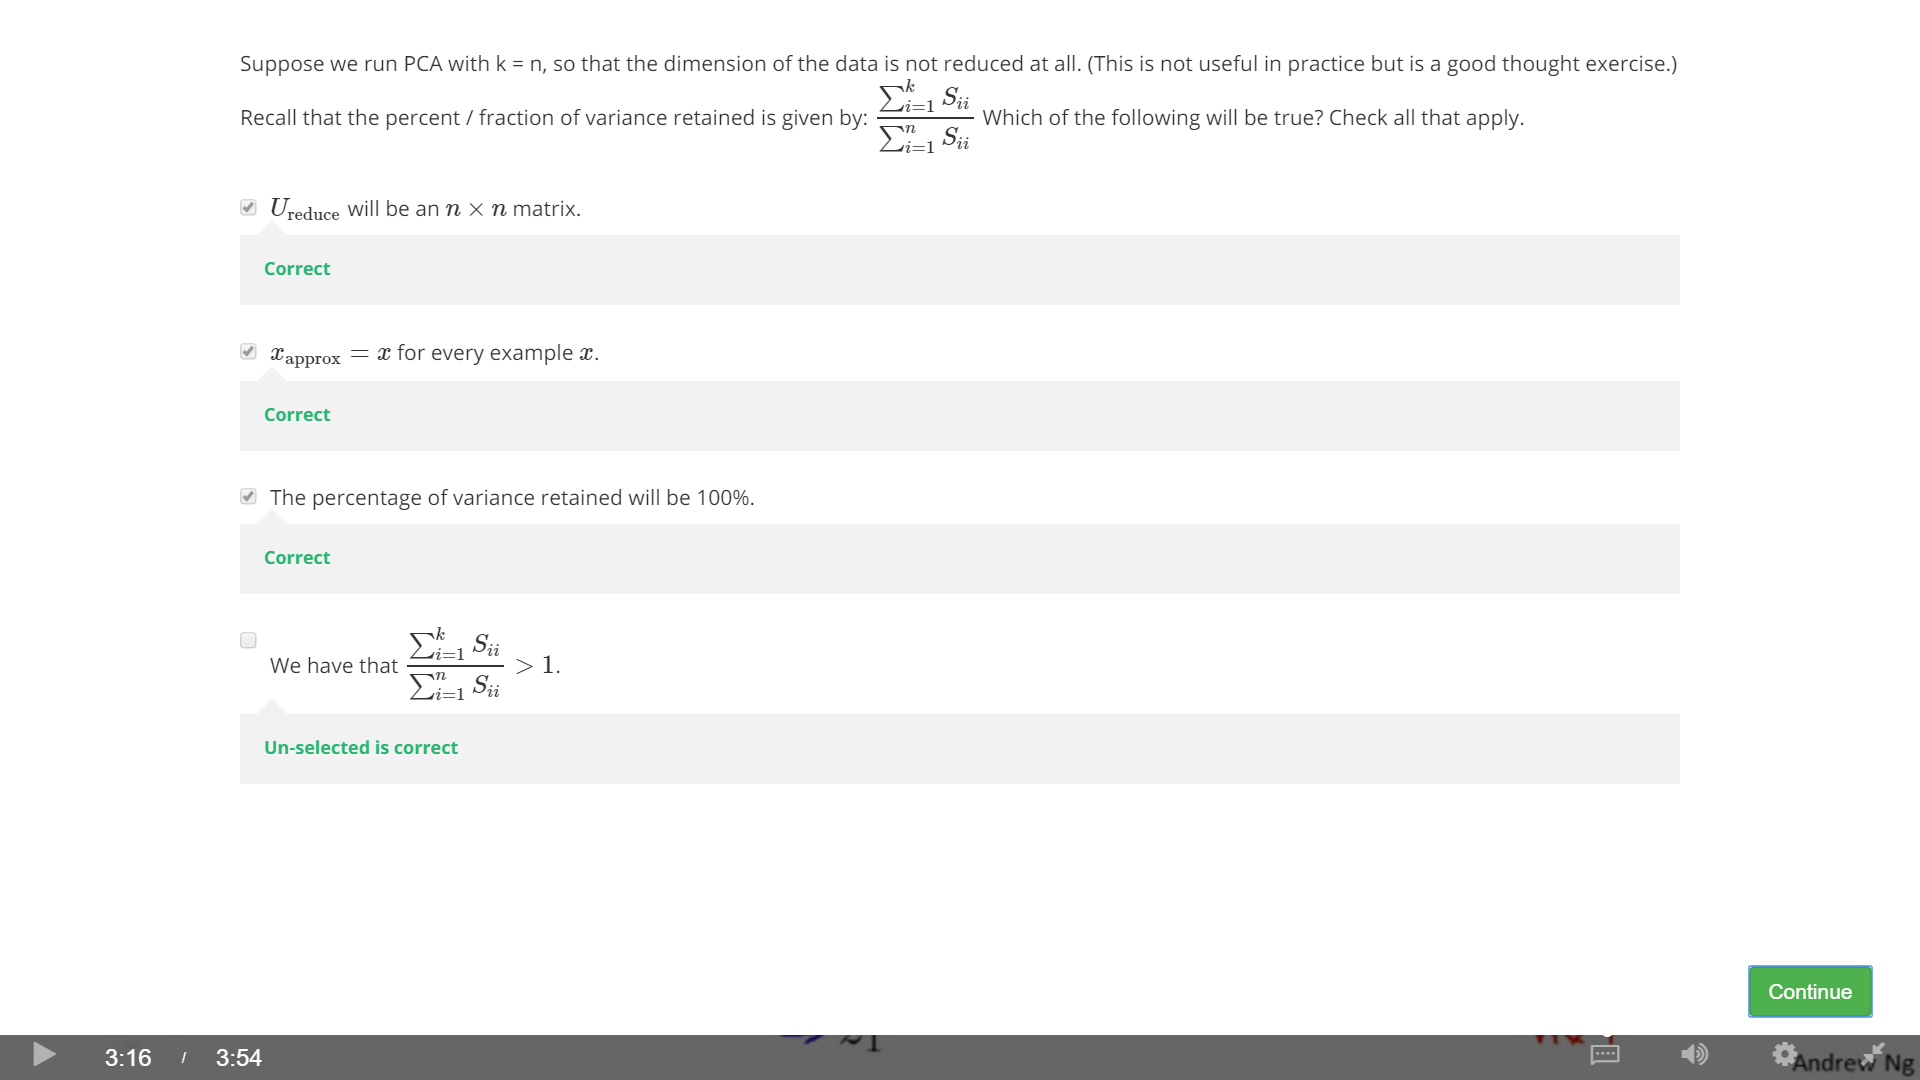 Suppose we run PCA with k = n, so that the dimension of the data is not reduced at all. (This is not useful in practice but is a good thought exercise.)
Recall that the percent / fraction of variance retained is given by: \frac{\sum_{i=1}^{k} S_{ii}}{\sum_{i=1}^{n} S_{ii}} Which of the following will be true? Check all that apply.
U_{reduce} will be an n × n matrix.
Correct
x_{approx} = x for every example x.
Correct
The percentage of variance retained will be 100%.
Correct
We have that \frac{\sum_{i=1}^{k} S_{ii}}{\sum_{i=1}^{n} S_{ii}} > 1.
Un-selected is correct
Continue
3:16 / 3:54
Andrew Ng